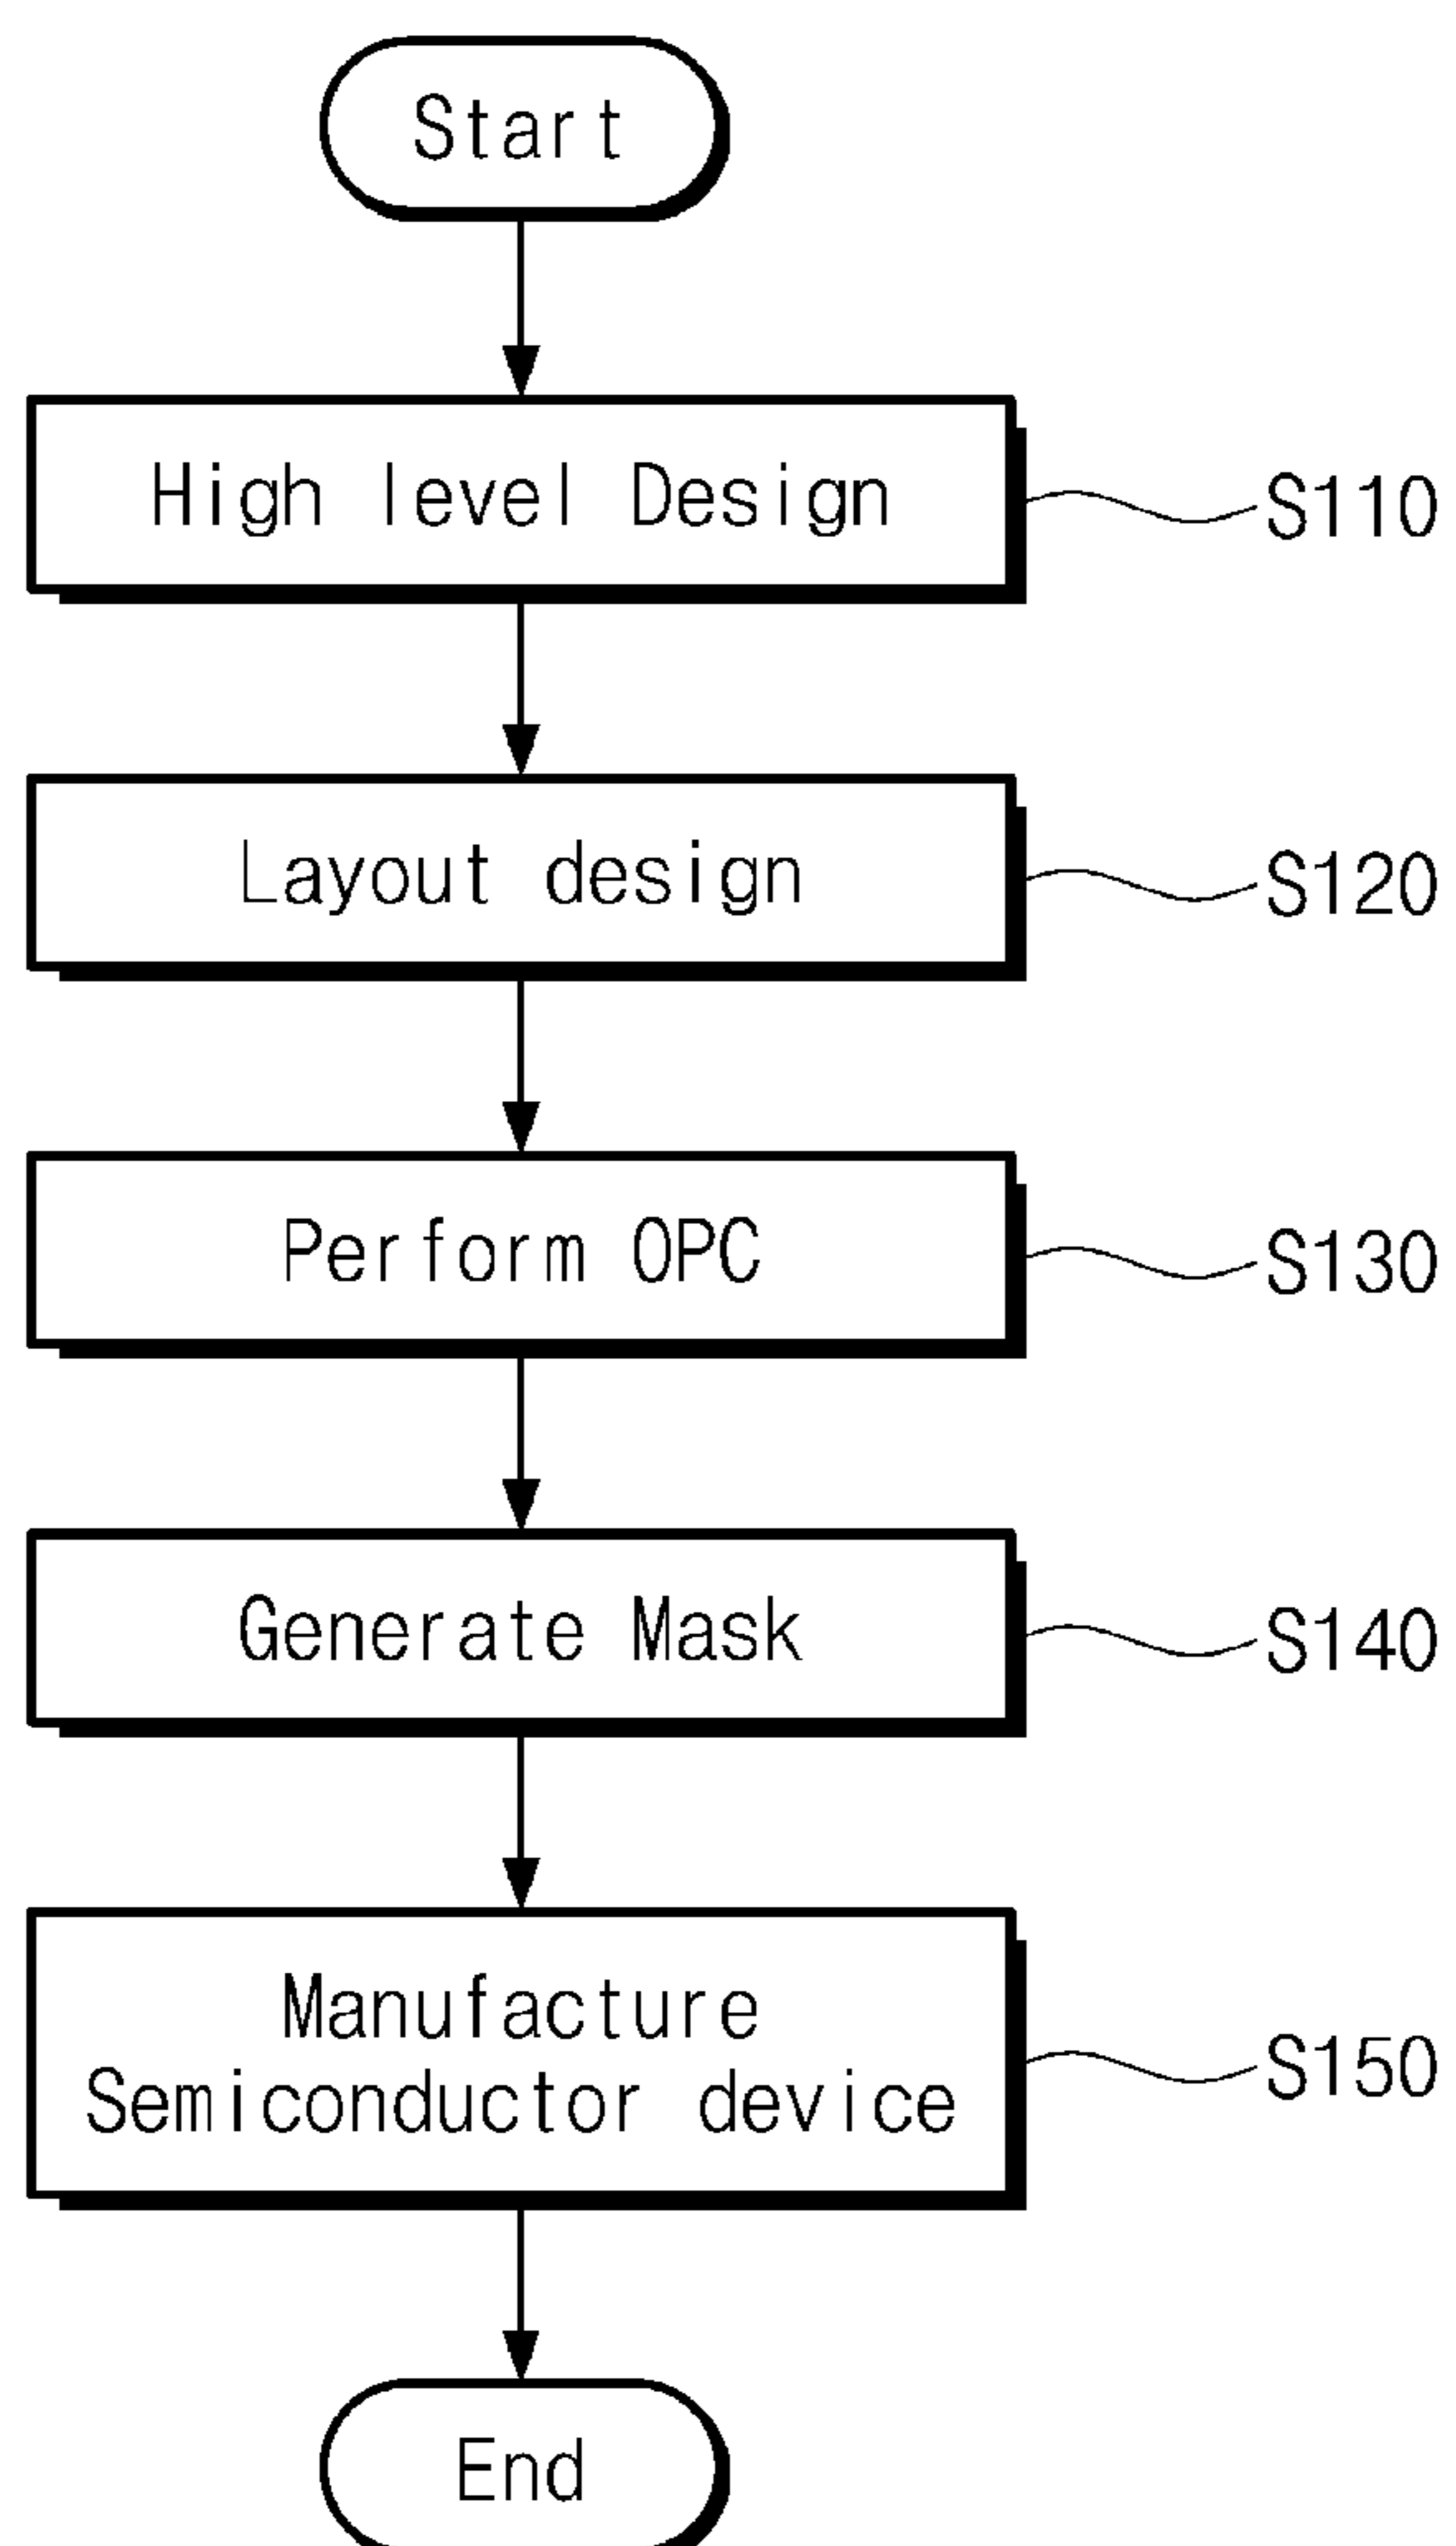 Start
High level Design
S110
Layout design
S120
Perform OPC
S130
Generate Mask
S140
Manufacture
Semiconductor device
S150
End